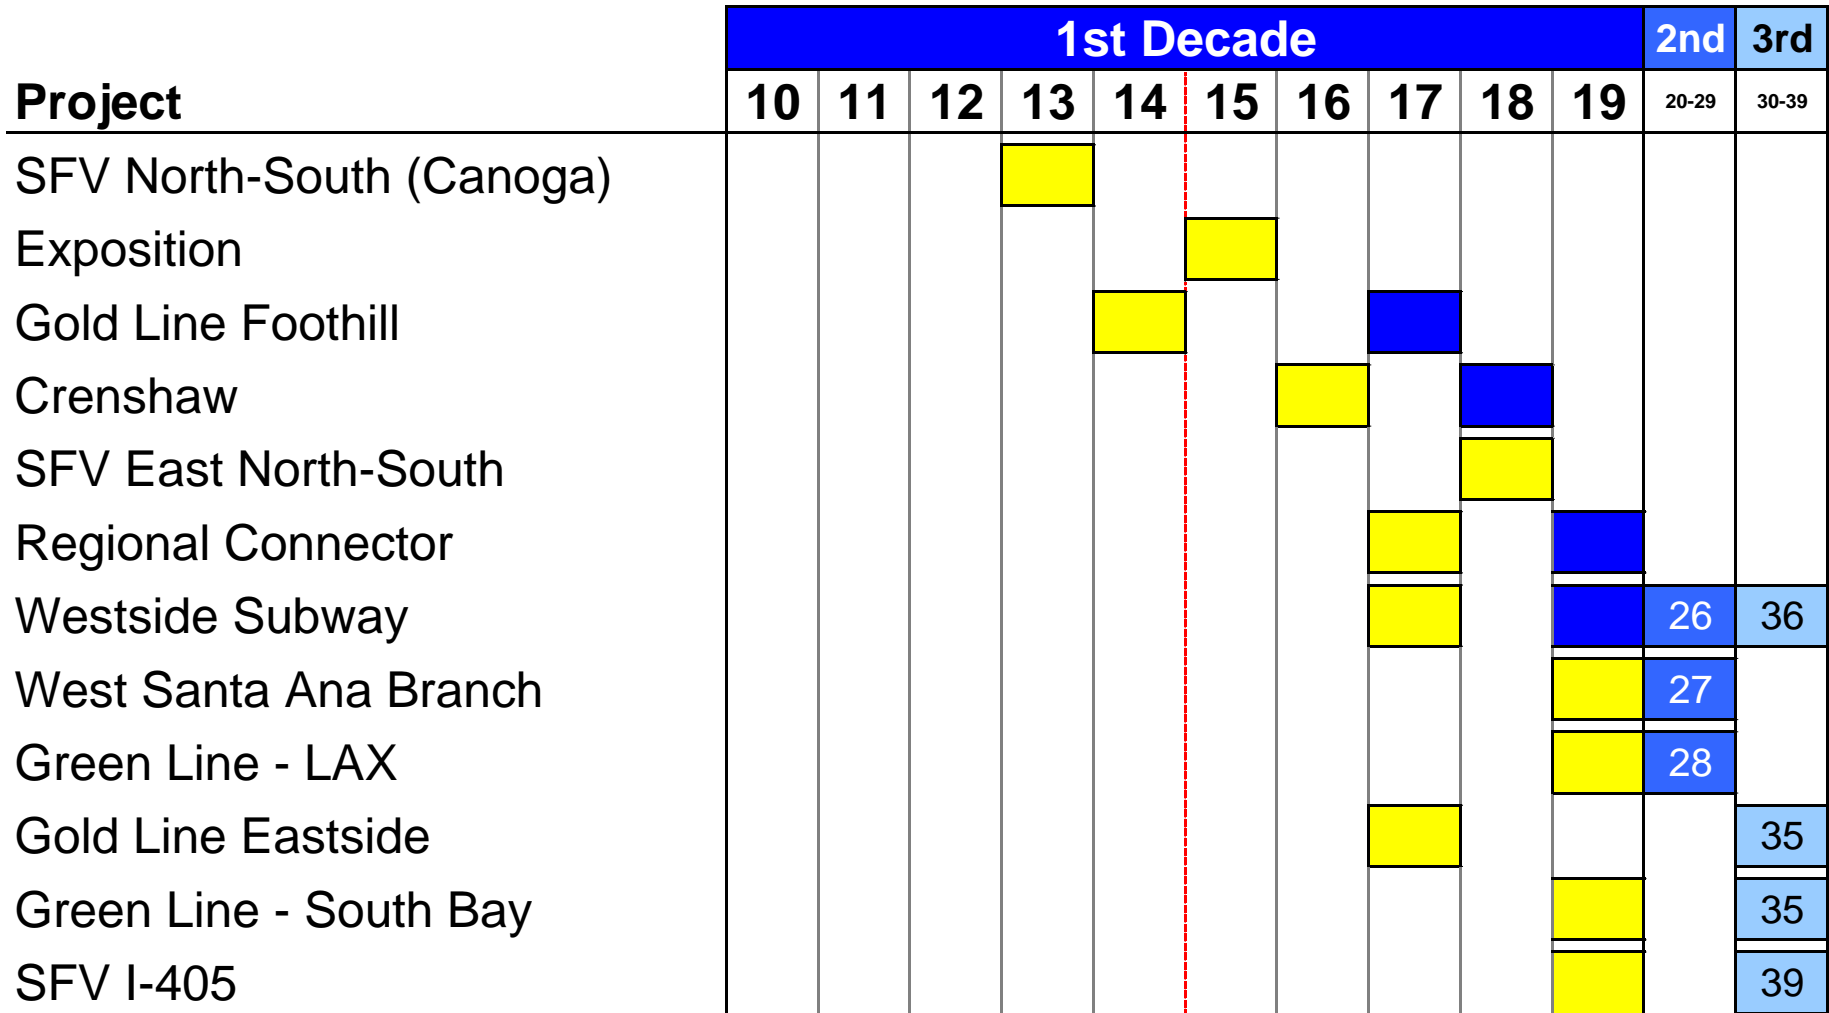 1st Decade 2nd 3rd
Project 10 11 12 13 14 15 16 17 18 19 20-29 30-39
SFV North-South (Canoga)
Exposition
Gold Line Foothill
Crenshaw
SFV East North-South
Regional Connector
Westside Subway 26 36
West Santa Ana Branch 27
Green Line - LAX 28
Gold Line Eastside 35
Green Line - South Bay 35
SFV I-405 39